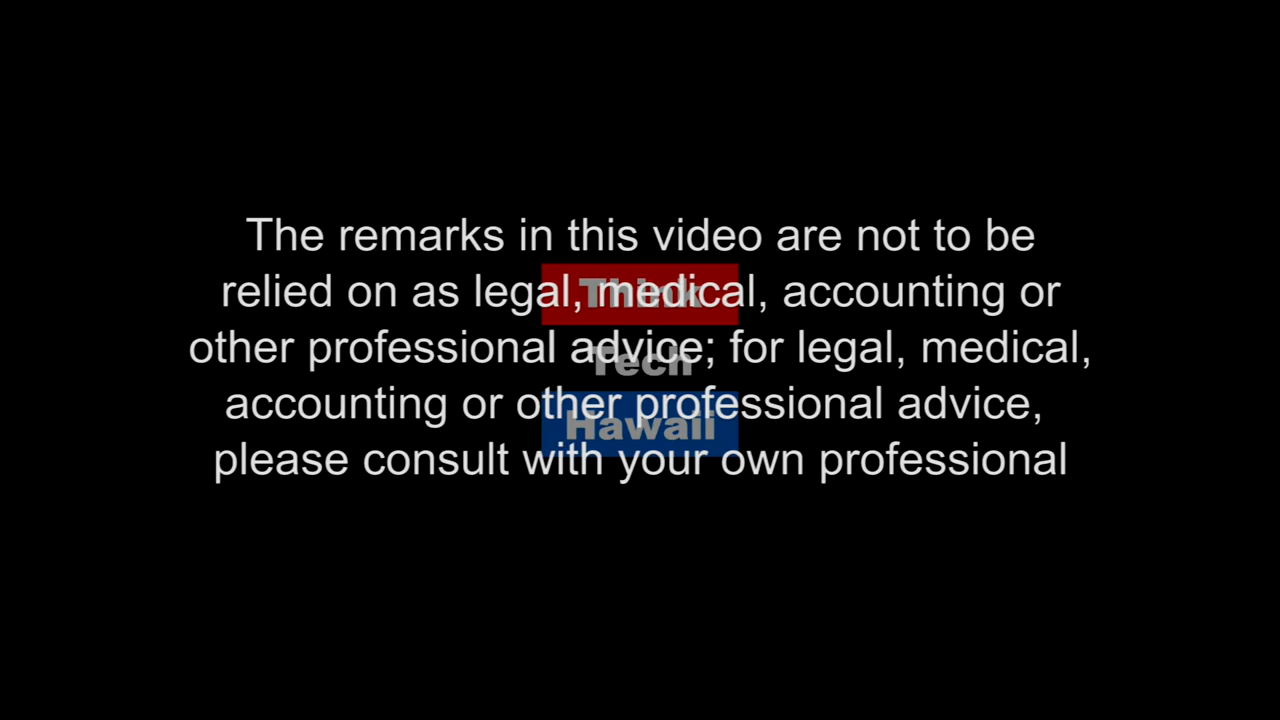 The remarks in this video are not to be
relied on as legal, medical, accounting or
other professional advice; for legal, medical,
accounting or other professional advice,
please consult with your own professional
Think
Tech
Hawaii